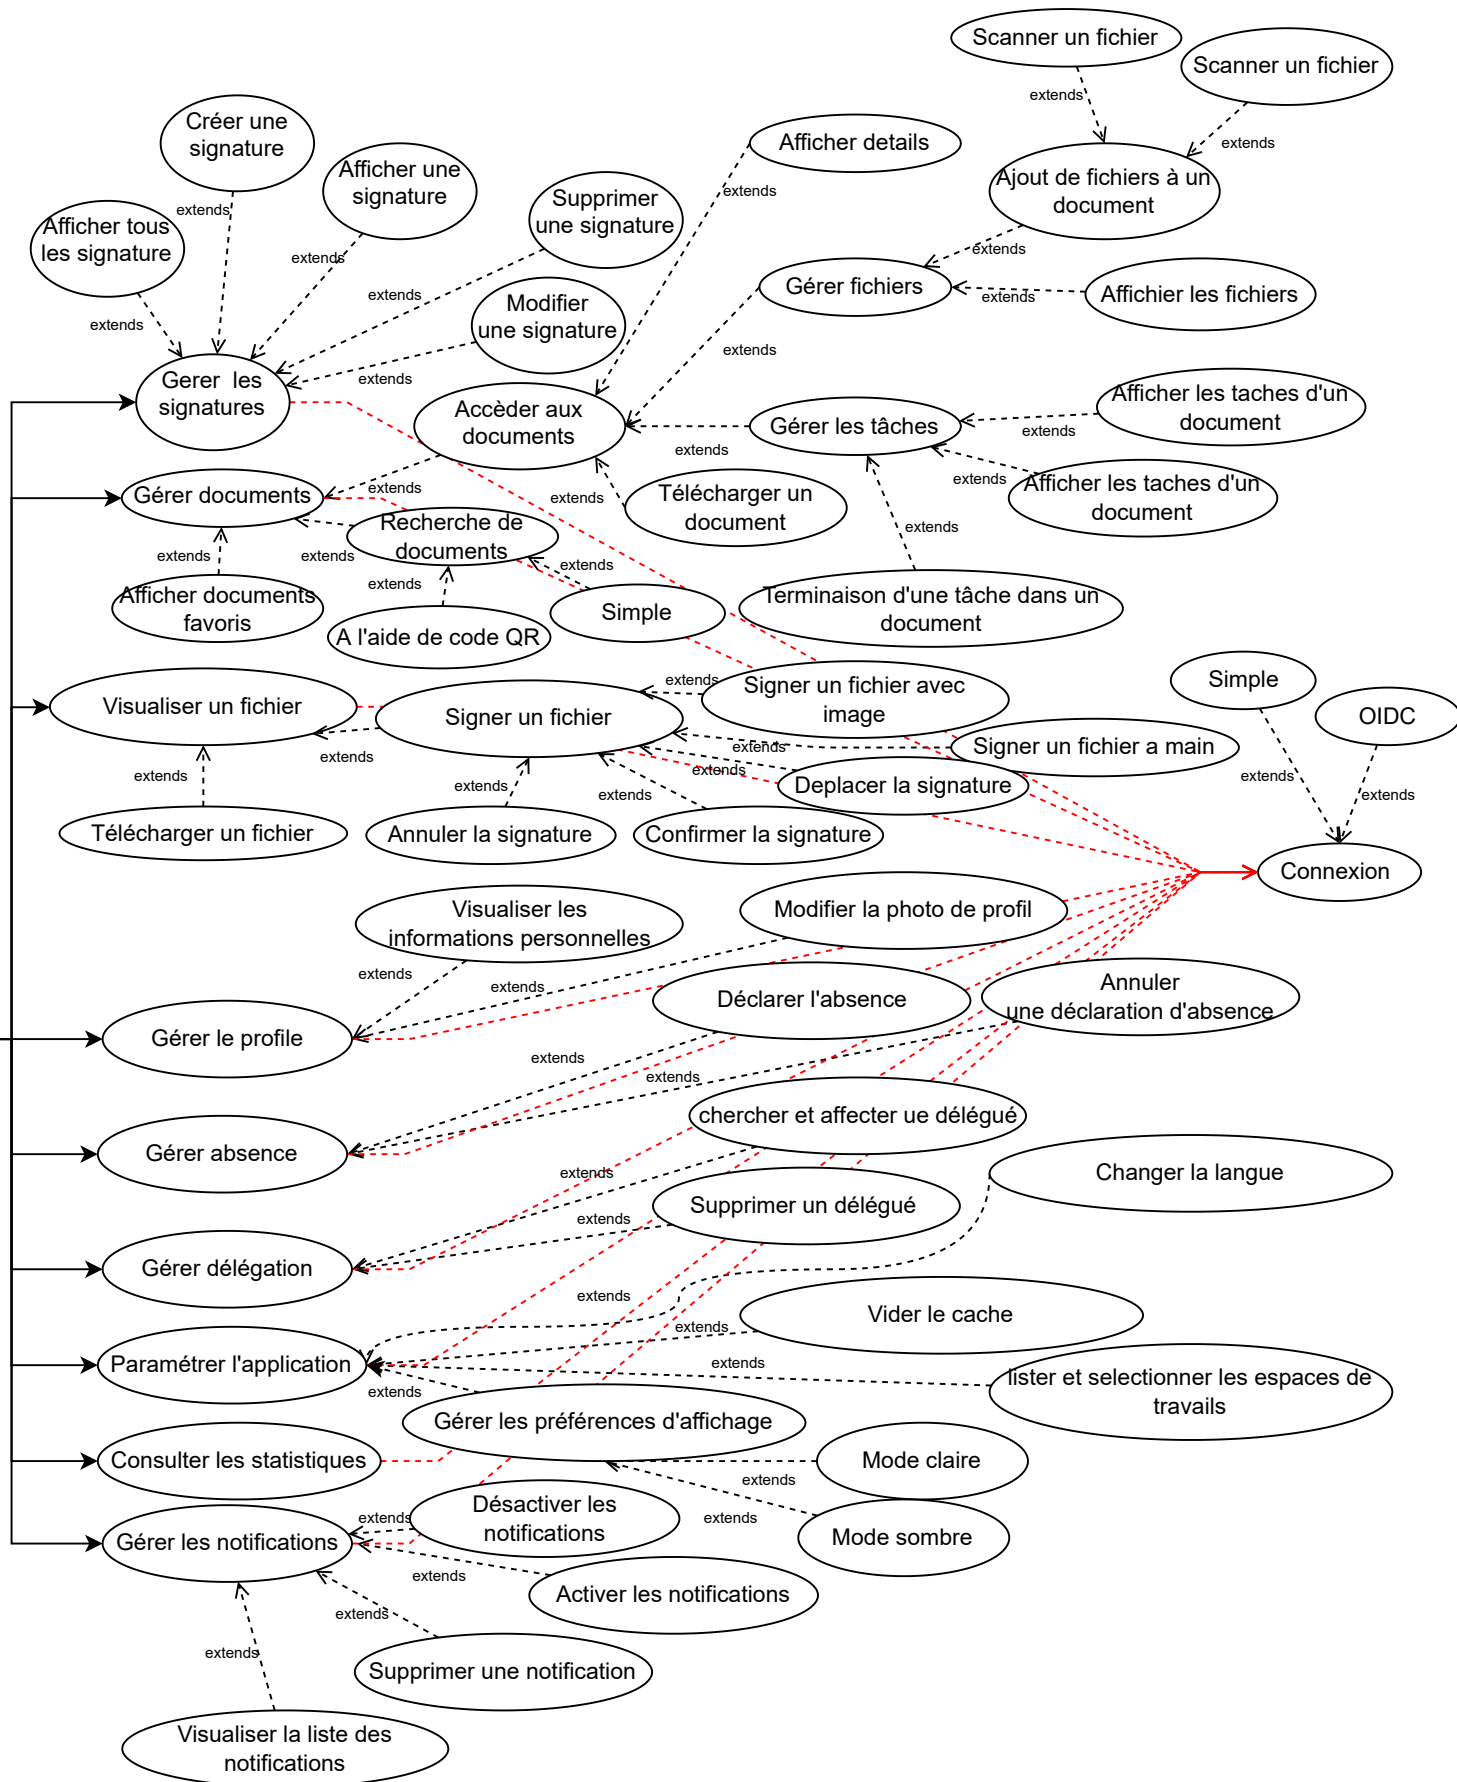 Scanner un fichier
Scanner un fichier
extends
extends
Créer une
signature
Afficher une
signature
Afficher details
Supprimer
une signature
Ajout de fichiers à un
document
extends
extends
Afficher tous
les signature
extends
extends
extends
Gérer fichiers
Affichier les fichiers
extends
extends
Modifier
une signature
extends
extends
extends
Gerer  les
signatures
Accèder aux
documents
Afficher les taches d'un
document
Gérer les tâches
extends
extends
Gérer documents
extends
extends
extends
Afficher les taches d'un
document
Télécharger un
document
Recherche de
documents
extends
extends
extends
extends
extends
Afficher documents
favoris
A l'aide de code QR
Simple
Terminaison d'une tâche dans un
document
Simple
OIDC
Visualiser un fichier
Signer un fichier
extends
Signer un fichier avec
image
Signer un fichier a main
extends
extends
extends
Deplacer la signature
extends
extends
extends
extends
extends
Télécharger un fichier
Annuler la signature
Confirmer la signature
Connexion
Visualiser les
informations personnelles
Modifier la photo de profil
extends
extends
Déclarer l'absence
Annuler
une déclaration d'absence
Gérer le profile
extends
extends
chercher et affecter ue délégué
Gérer absence
extends
Changer la langue
Supprimer un délégué
extends
Gérer délégation
extends
Vider le cache
extends
Paramétrer l'application
extends
extends
lister et selectionner les espaces de
travails
Gérer les préférences d'affichage
Consulter les statistiques
Mode claire
extends
extends
Désactiver les
notifications
extends
Mode sombre
Gérer les notifications
extends
Activer les notifications
extends
extends
Supprimer une notification
Visualiser la liste des
notifications